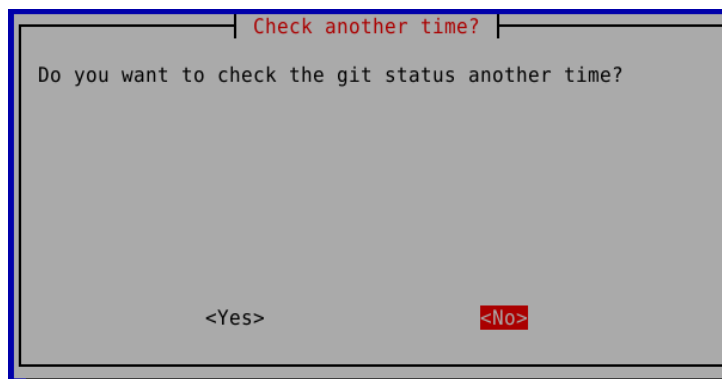 Check another time?
Do you want to check the git status another time?
<Yes> <No>